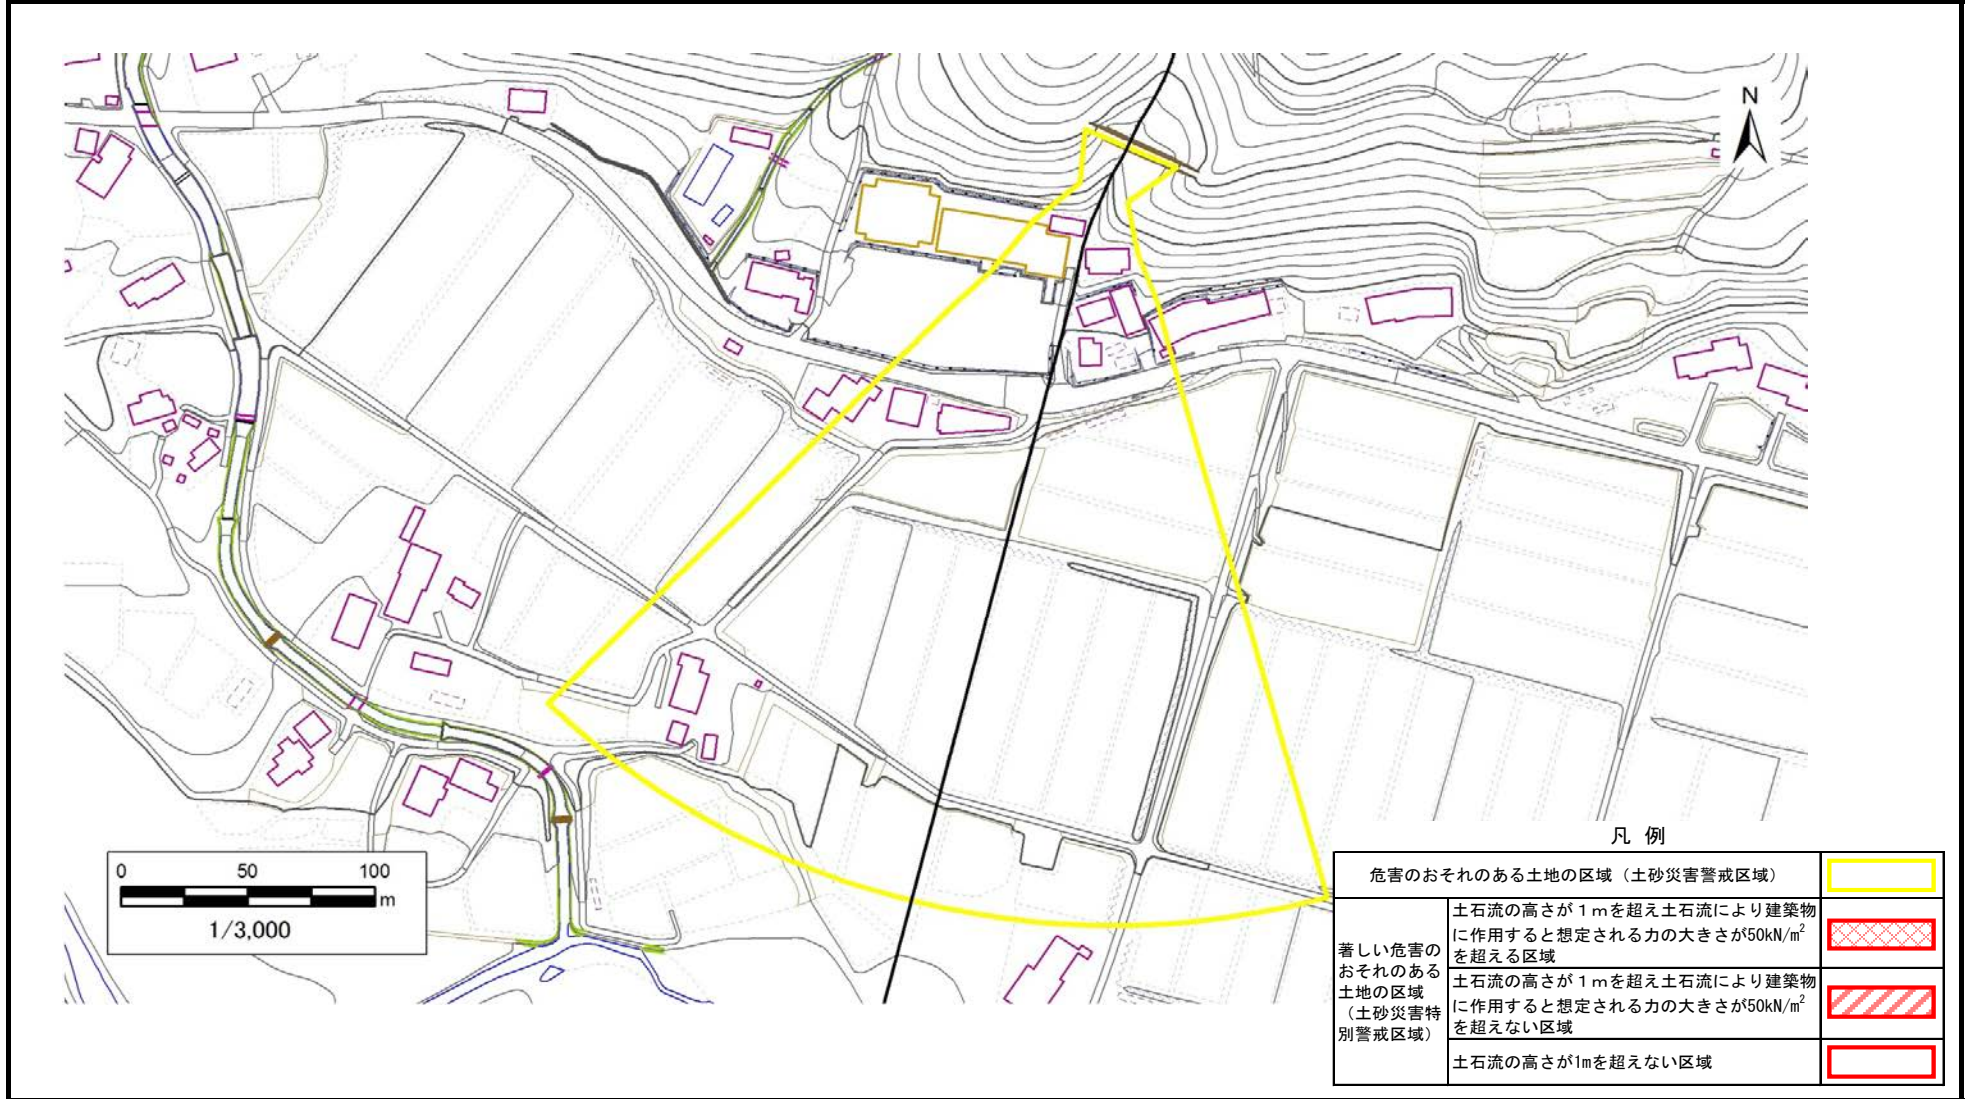 N
0 50 100
m
1/3,000
凡 例
危害のおそれのある土地の区域（土砂災害警戒区域）
著しい危害の
おそれのある
土地の区域
（土砂災害特
別警戒区域）
土石流の高さが１ｍを超え土石流により建築物
に作用すると想定される力の大きさが50kN/㎡
を超える区域
土石流の高さが１ｍを超え土石流により建築物
に作用すると想定される力の大きさが50kN/㎡
を超えない区域
土石流の高さが1mを超えない区域